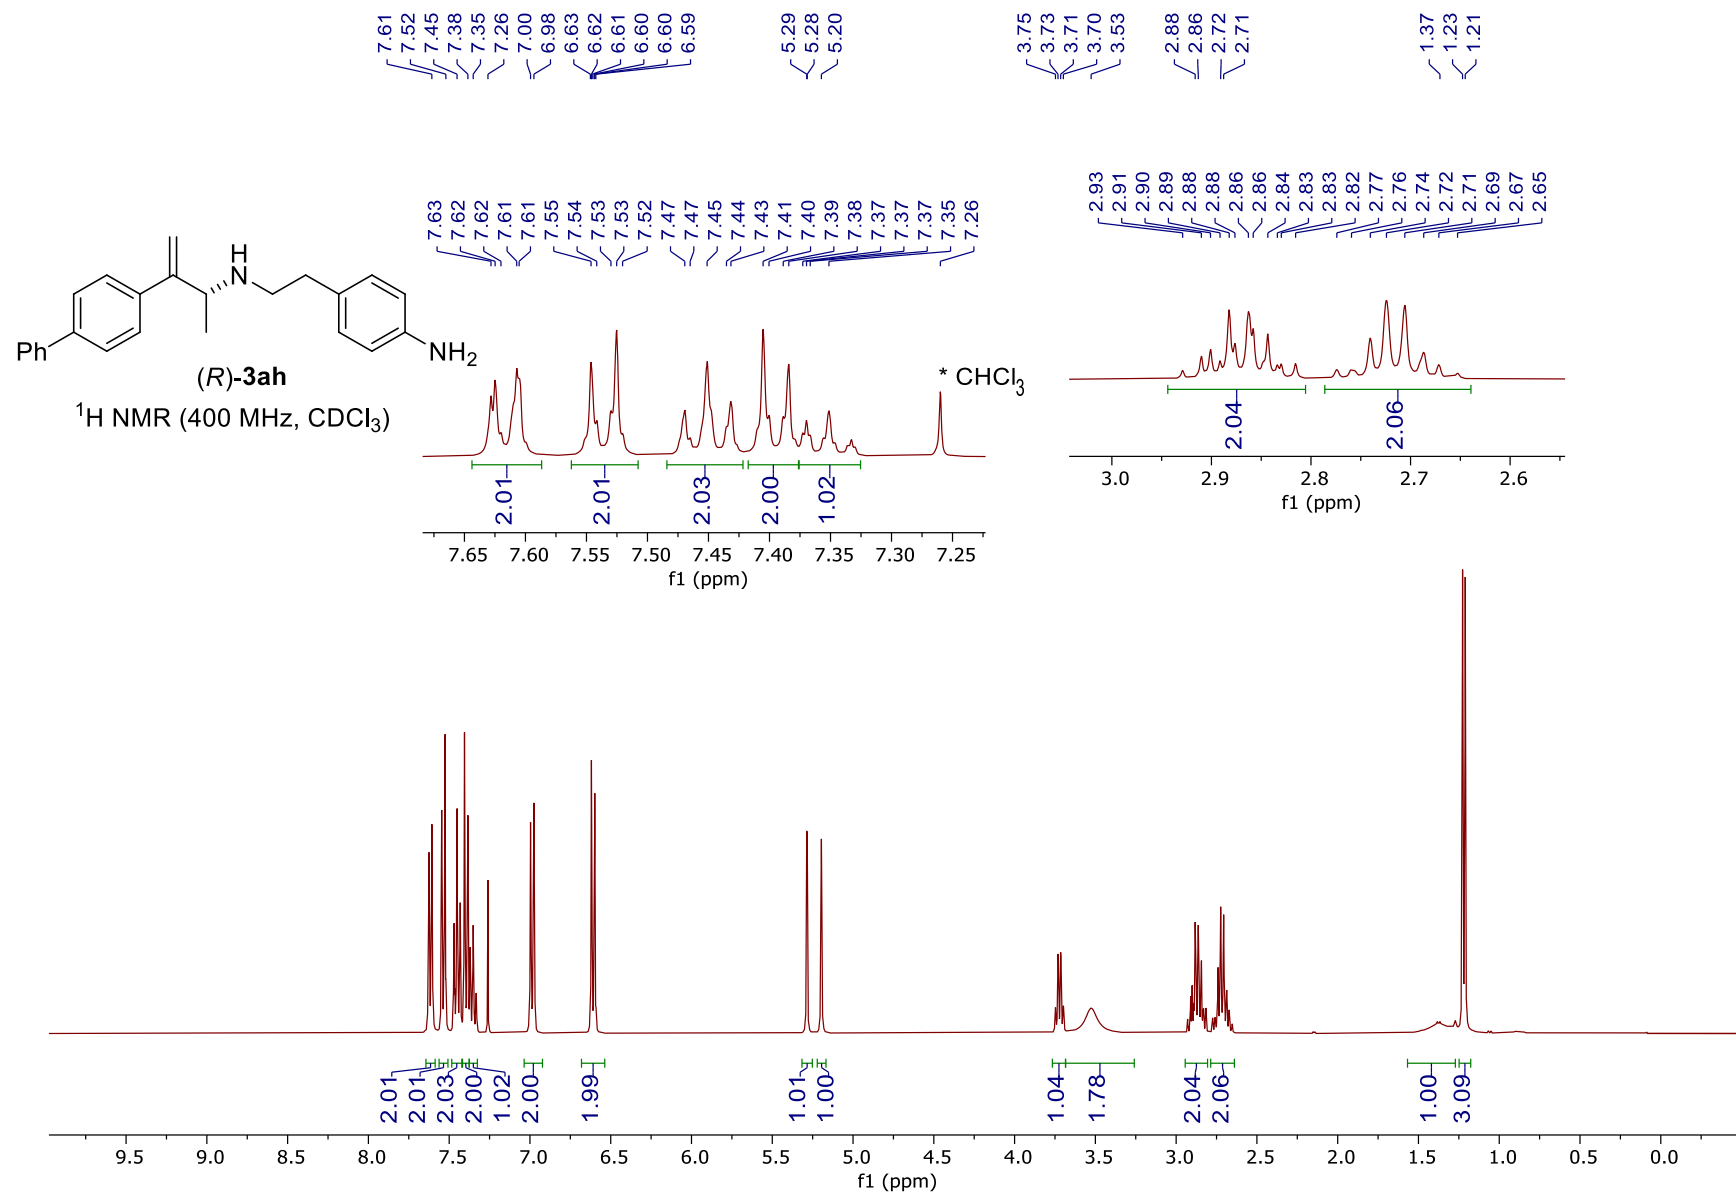 7.61 7.52 7.45 7.38 7.35 7.26 7.00 6.98 6.63 6.62 6.61 6.60 6.60 6.59 5.29 5.28 5.20 3.75 3.73 3.71 3.70 3.53 2.88 2.86 2.72 2.71 1.37 1.23 1.21
7.63 7.62 7.62 7.61 7.61 7.55 7.54 7.53 7.53 7.52 7.47 7.47 7.45 7.44 7.43 7.41 7.40 7.39 7.38 7.37 7.37 7.37 7.35 7.26
2.93 2.91 2.90 2.89 2.88 2.88 2.86 2.86 2.84 2.83 2.83 2.82 2.77 2.76 2.74 2.72 2.71 2.69 2.67 2.65
H
N
Ph
NH2
(R)-3ah
1H NMR (400 MHz, CDCl3)
* CHCl3
2.01 2.01 2.03 2.00 1.02
7.65 7.60 7.55 7.50 7.45 7.40 7.35 7.30 7.25
f1 (ppm)
2.04 2.06
3.0 2.9 2.8 2.7 2.6
f1 (ppm)
2.01 2.01 2.03 2.00 1.02 2.00 1.99 1.01 1.00 1.04 1.78 2.04 2.06 1.00 3.09
9.5 9.0 8.5 8.0 7.5 7.0 6.5 6.0 5.5 5.0 4.5 4.0 3.5 3.0 2.5 2.0 1.5 1.0 0.5 0.0
f1 (ppm)